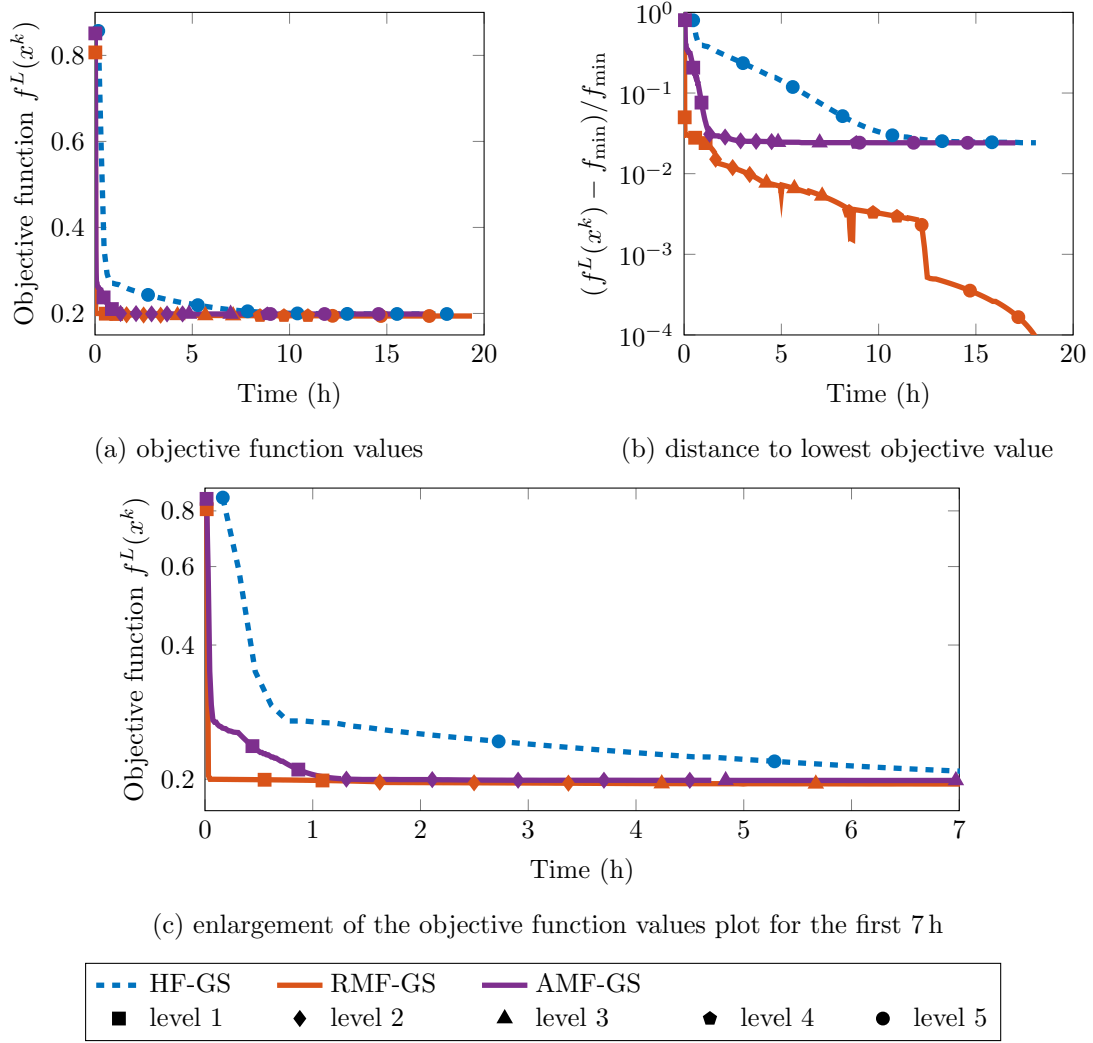 Objective function f^L(x^k)
0.8
0.6
0.4
0.2
0 5 10 15 20
Time (h)
(a) objective function values
(f^L(x^k) − f_min)/f_min
10^0
10^−1
10^−2
10^−3
10^−4
0 5 10 15 20
Time (h)
(b) distance to lowest objective value
Objective function f^L(x^k)
0.8
0.6
0.4
0.2
0 1 2 3 4 5 6 7
Time (h)
(c) enlargement of the objective function values plot for the first 7 h
HF-GS RMF-GS AMF-GS
level 1 level 2 level 3 level 4 level 5